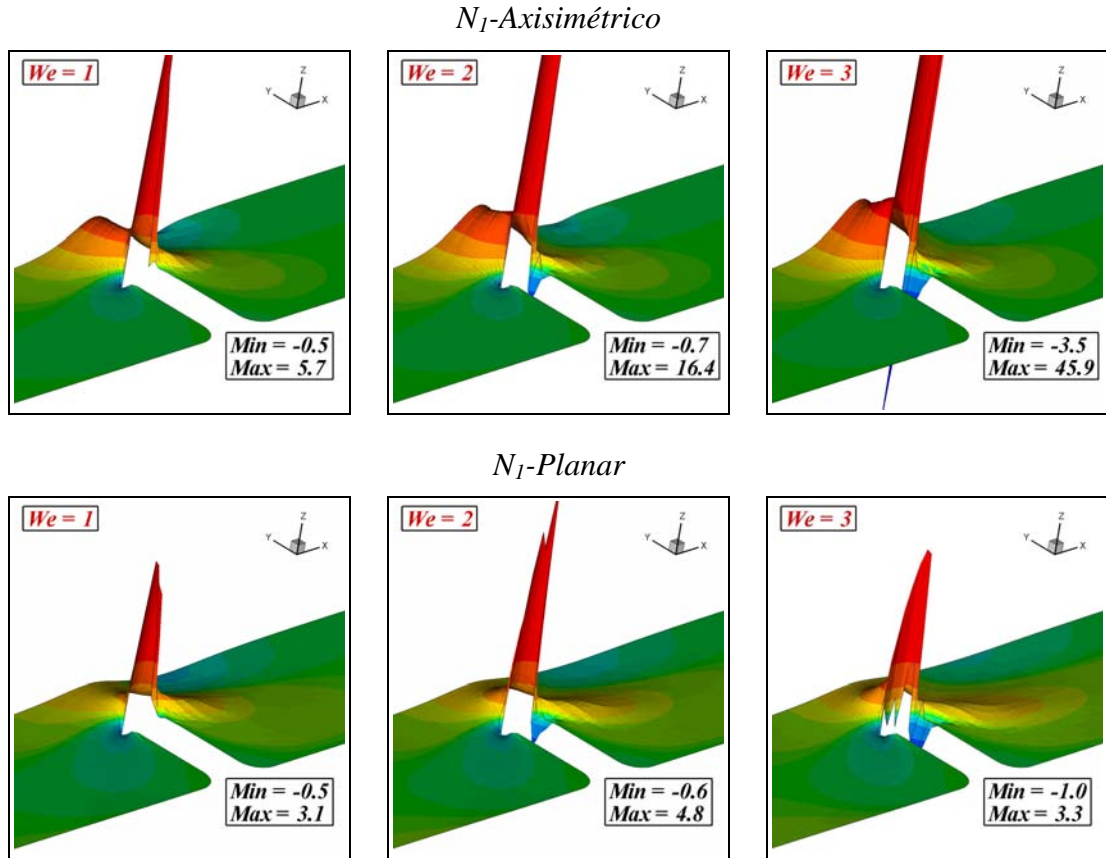 N₁-Axisimétrico
We = 1
Z
Y
X
Min = -0.5
Max = 5.7
We = 2
Z
Y
X
Min = -0.7
Max = 16.4
We = 3
Z
Y
X
Min = -3.5
Max = 45.9
N₁-Planar
We = 1
Z
Y
X
Min = -0.5
Max = 3.1
We = 2
Z
Y
X
Min = -0.6
Max = 4.8
We = 3
Z
Y
X
Min = -1.0
Max = 3.3